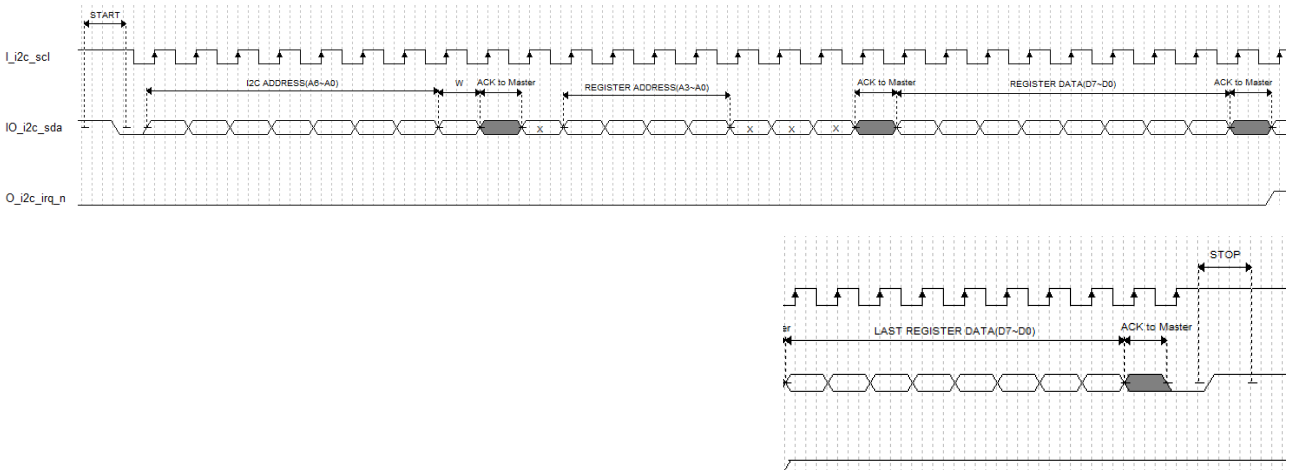 START
I_i2c_scl
I2C ADDRESS(A6~A0)
W
ACK to Master
REGISTER ADDRESS(A3~A0)
ACK to Master
REGISTER DATA(D7~D0)
ACK to Master
IO_i2c_sda
X
X
X
X
O_i2c_irq_n
STOP
er
LAST REGISTER DATA(D7~D0)
ACK to Master